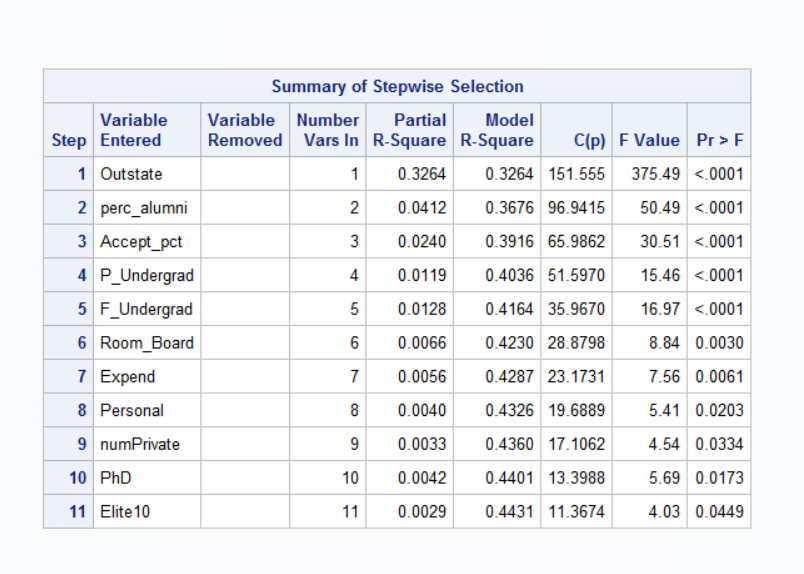 Summary of Stepwise Selection
Step Variable Entered Variable Removed Number Vars In Partial R-Square Model R-Square C(p) F Value Pr > F
1 Outstate 1 0.3264 0.3264 151.555 375.49 <.0001
2 perc_alumni 2 0.0412 0.3676 96.9415 50.49 <.0001
3 Accept_pct 3 0.0240 0.3916 65.9862 30.51 <.0001
4 P_Undergrad 4 0.0119 0.4036 51.5970 15.46 <.0001
5 F_Undergrad 5 0.0128 0.4164 35.9670 16.97 <.0001
6 Room_Board 6 0.0066 0.4230 28.8798 8.84 0.0030
7 Expend 7 0.0056 0.4287 23.1731 7.56 0.0061
8 Personal 8 0.0040 0.4326 19.6889 5.41 0.0203
9 numPrivate 9 0.0033 0.4360 17.1062 4.54 0.0334
10 PhD 10 0.0042 0.4401 13.3988 5.69 0.0173
11 Elite10 11 0.0029 0.4431 11.3674 4.03 0.0449